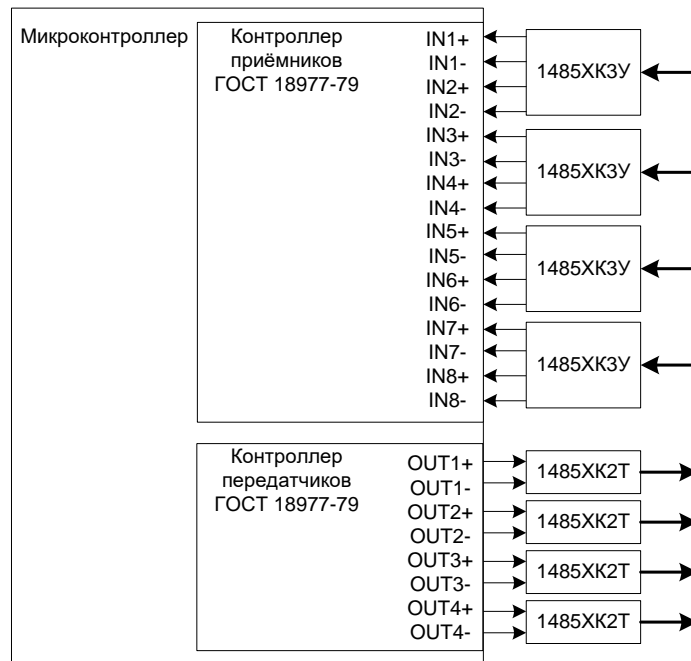 Микроконтроллер
Контроллер
приёмников
ГОСТ 18977-79
IN1+
IN1-
IN2+
IN2-
IN3+
IN3-
IN4+
IN4-
IN5+
IN5-
IN6+
IN6-
IN7+
IN7-
IN8+
IN8-
1485ХК3У
1485ХК3У
1485ХК3У
1485ХК3У
Контроллер
передатчиков
ГОСТ 18977-79
OUT1+
OUT1-
OUT2+
OUT2-
OUT3+
OUT3-
OUT4+
OUT4-
1485ХК2Т
1485ХК2Т
1485ХК2Т
1485ХК2Т